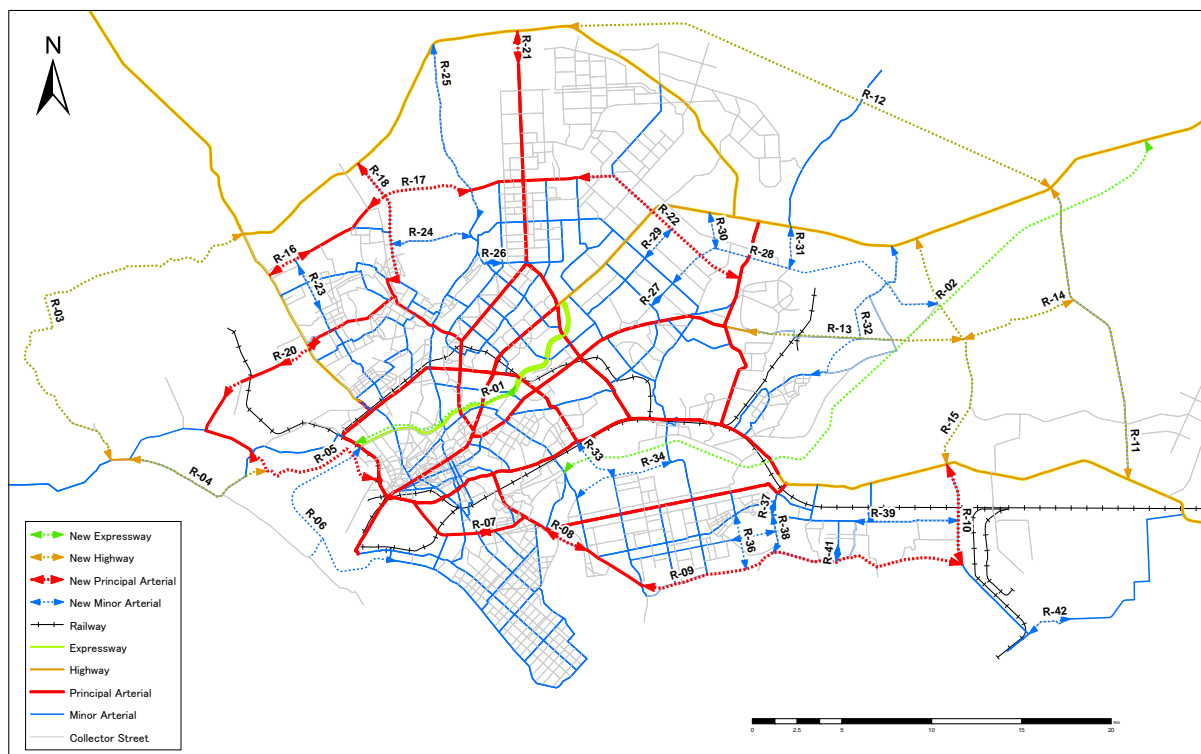 N
R-21
R-25
R-12
R-18
R-17
R-22
R-24
R-29
R-30
R-31
R-28
R-16
R-26
R-23
R-27
R-02
R-03
R-14
R-32
R-13
R-20
R-01
R-15
R-11
R-05
R-33
R-34
R-04
R-06
R-07
R-08
R-37
R-38
R-36
R-39
R-10
R-41
R-09
R-42
New Expressway
New Highway
New Principal Arterial
New Minor Arterial
Railway
Expressway
Highway
Principal Arterial
Minor Arterial
Collector Street
0 2.5 5 10 15 20